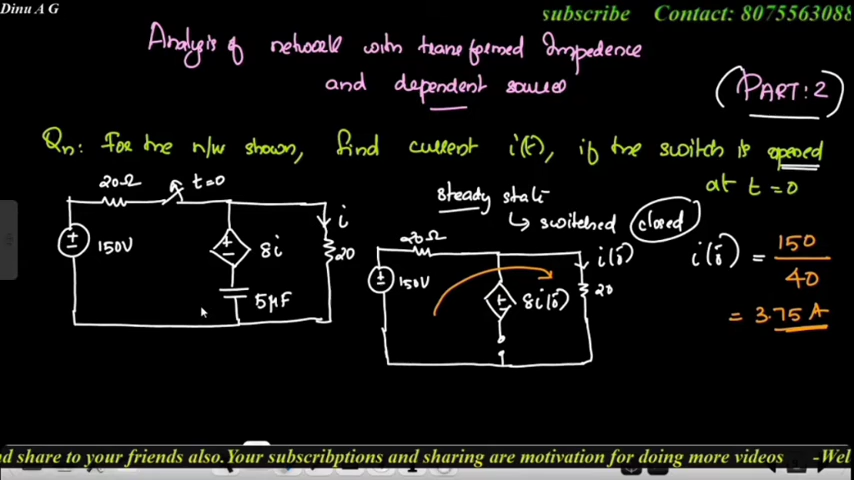 Dinu A G
subscribe Contact: 8075563088
Analysis of network with transformed Impedence
and dependent source
(PART: 2)
Qn: For the n/w shown, find current i(t), if the switch is opened
at t = 0
20Ω t=0
150V
+
-
8i
5μF
i
20
steady state
↳ switched closed
20Ω
150V
8i(0⁻)
i(0⁻)
20
i(0⁻) = 150
40
= 3.75 A
nd share to your friends also.Your subscribptions and sharing are motivation for doing more videos -Wel